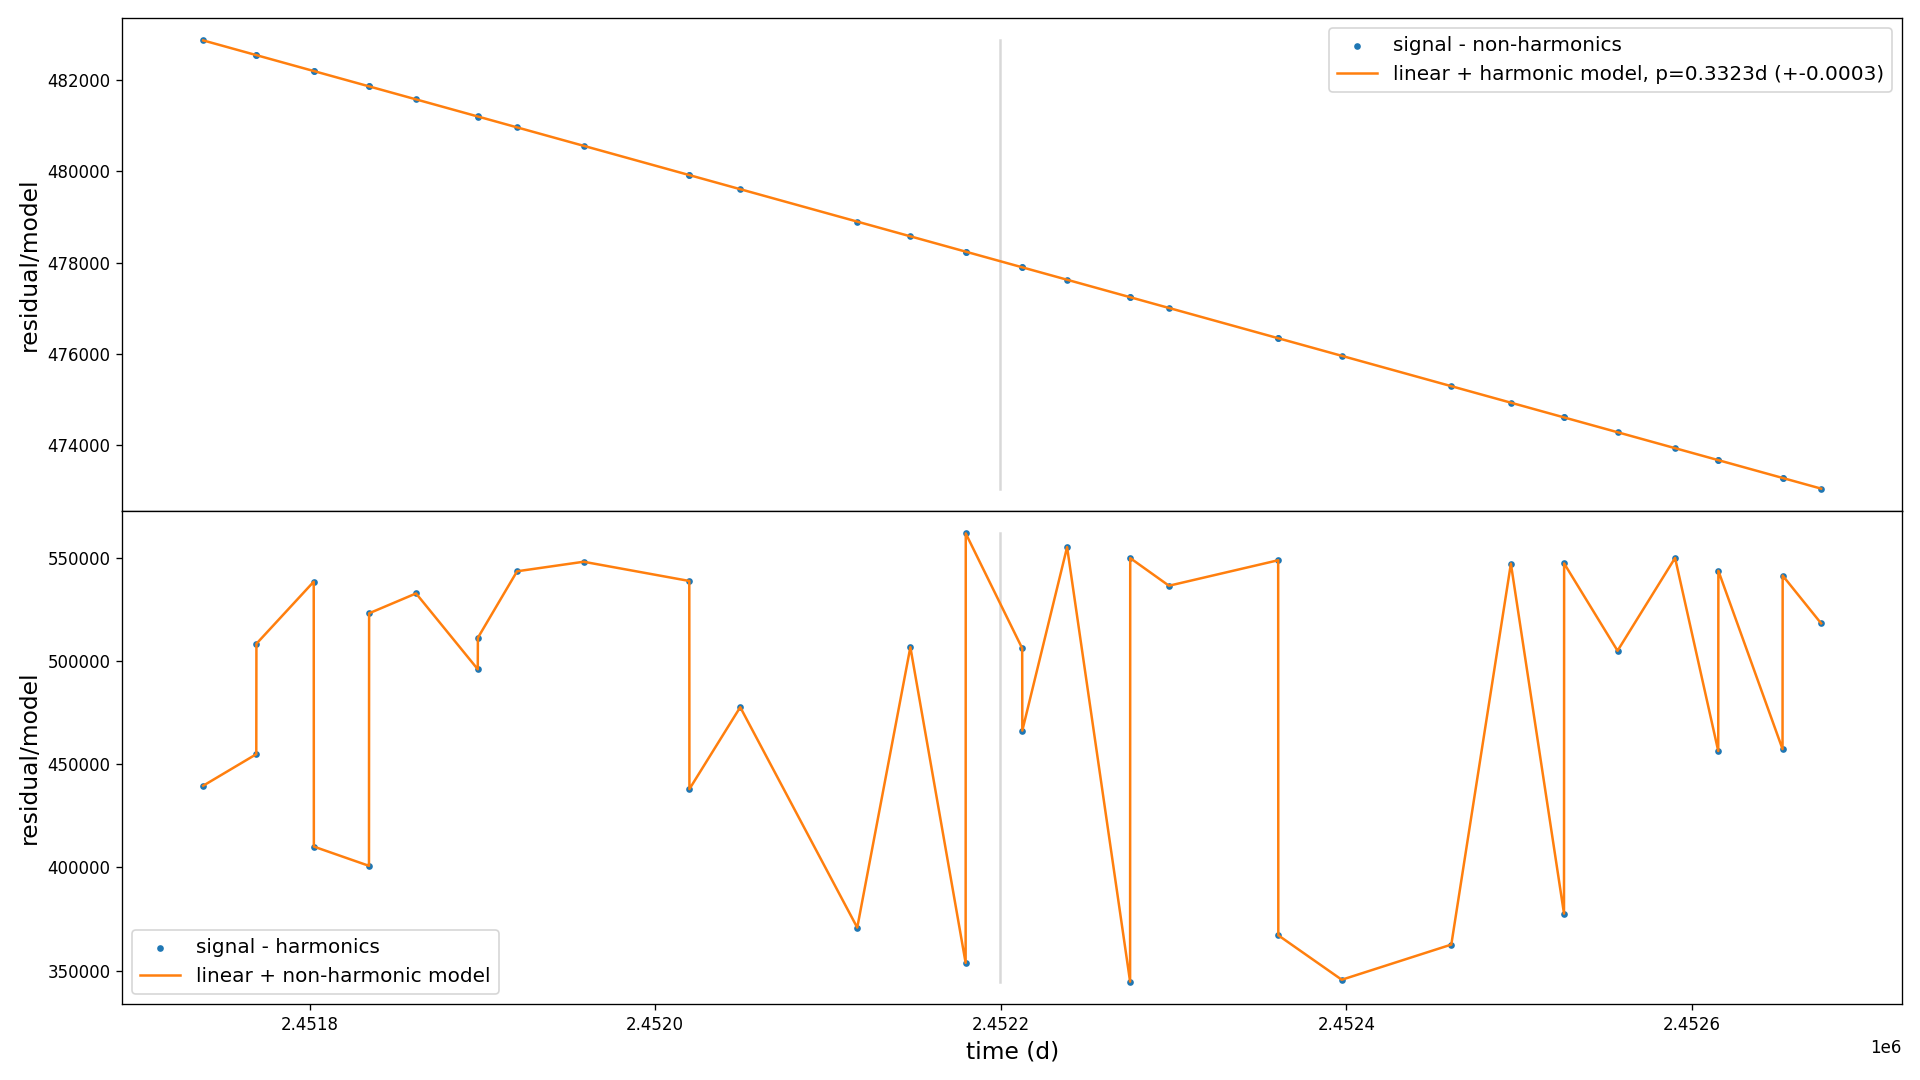 signal - non-harmonics
linear + harmonic model, p=0.3323d (+-0.0003)
482000
480000
478000
476000
474000
residual/model
550000
500000
450000
400000
350000
residual/model
signal - harmonics
linear + non-harmonic model
2.4518 2.4520 2.4522 2.4524 2.4526
1e6
time (d)